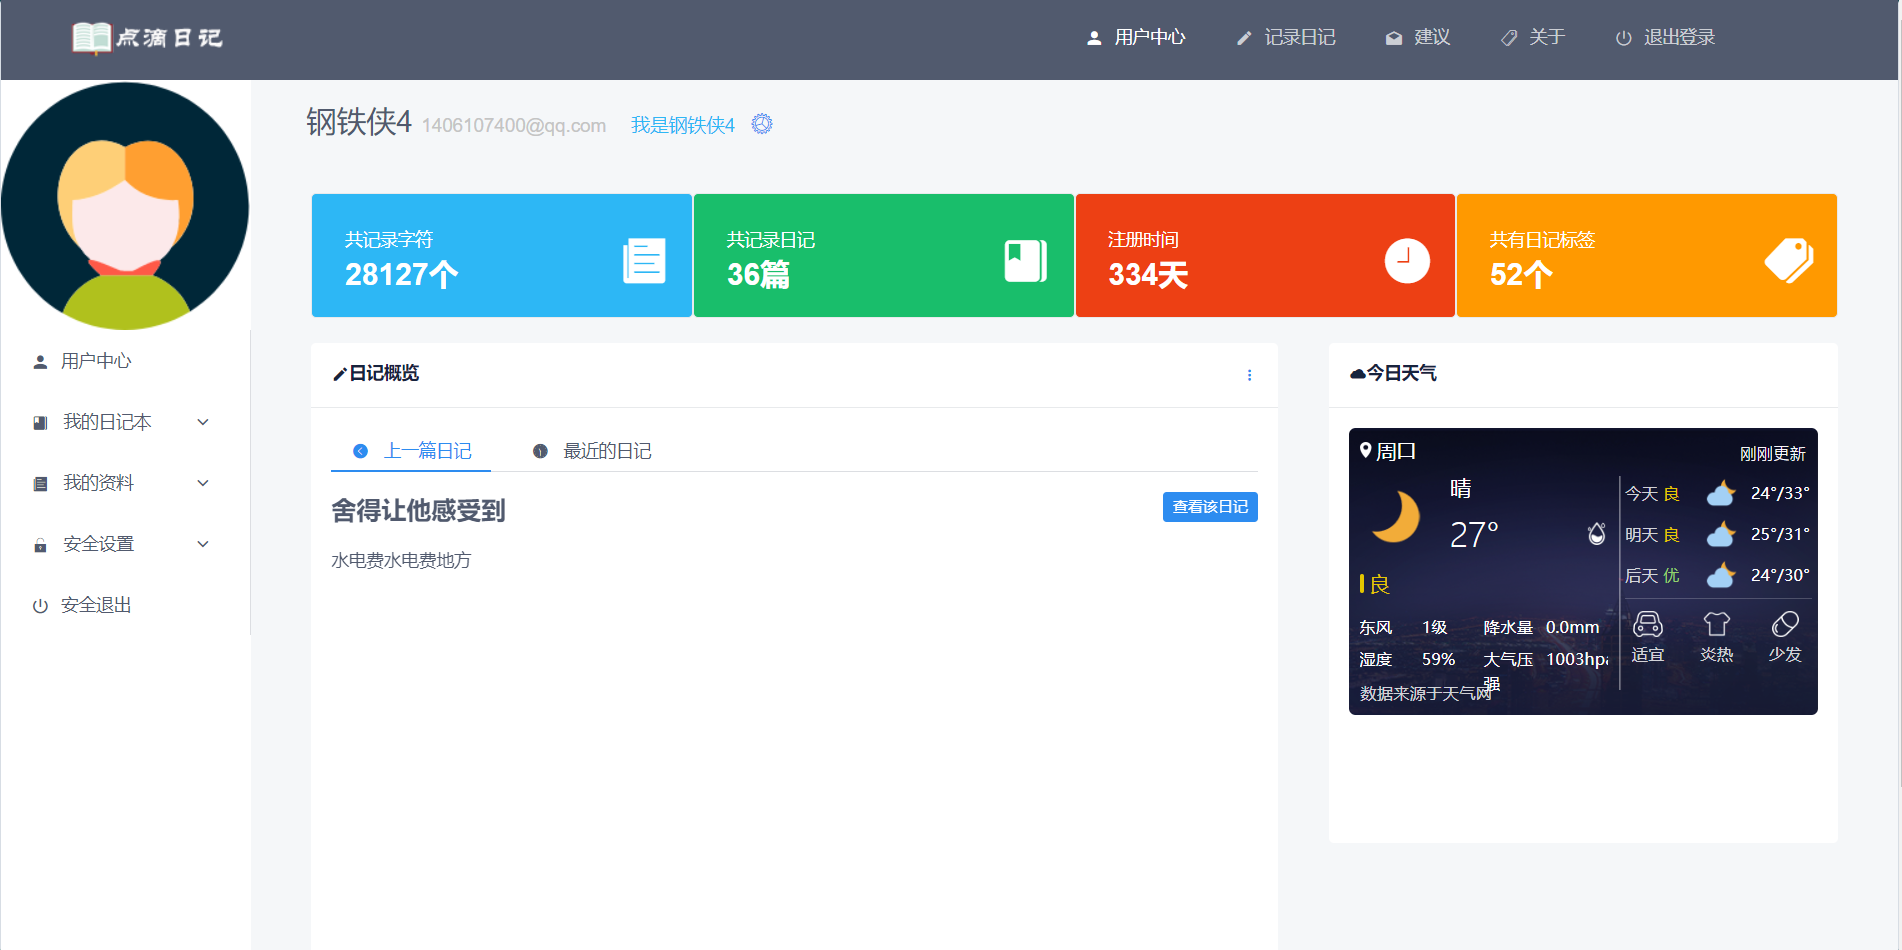 点滴日记
用户中心 记录日记 建议 关于 退出登录
钢铁侠4 1406107400@qq.com 我是钢铁侠4
用户中心
我的日记本
我的资料
安全设置
安全退出
共记录字符
28127个
共记录日记
36篇
注册时间
334天
共有日记标签
52个
日记概览
上一篇日记 最近的日记
舍得让他感受到
查看该日记
水电费水电费地方
今日天气
周口
刚刚更新
晴
27°
良
今天 良 24°/33°
明天 良 25°/31°
后天 优 24°/30°
东风 1级 降水量 0.0mm
湿度 59% 大气压强 1003hpa
数据来源于天气网
适宜 炎热 少发